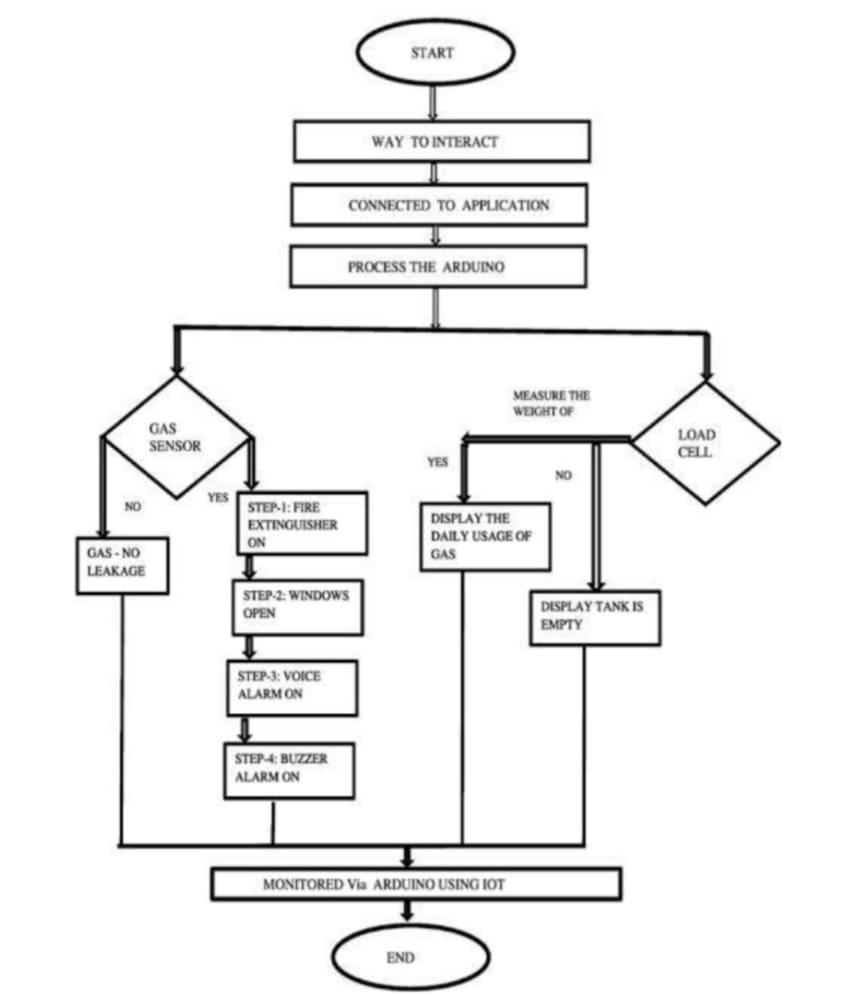 START
WAY TO INTERACT
CONNECTED TO APPLICATION
PROCESS THE ARDUINO
GAS
SENSOR
NO
GAS - NO
LEAKAGE
YES
STEP-1: FIRE
EXTINGUISHER
ON
STEP-2: WINDOWS
OPEN
STEP-3: VOICE
ALARM ON
STEP-4: BUZZER
ALARM ON
MEASURE THE
WEIGHT OF
LOAD
CELL
YES
DISPLAY THE
DAILY USAGE OF
GAS
NO
DISPLAY TANK IS
EMPTY
MONITORED Via ARDUINO USING IOT
END